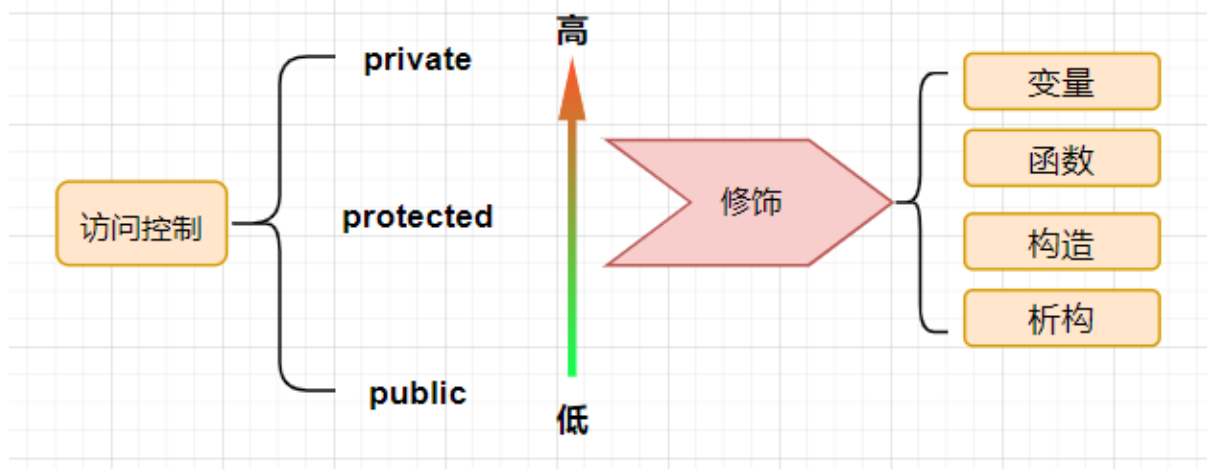 访问控制
private
protected
public
高
低
修饰
变量
函数
构造
析构